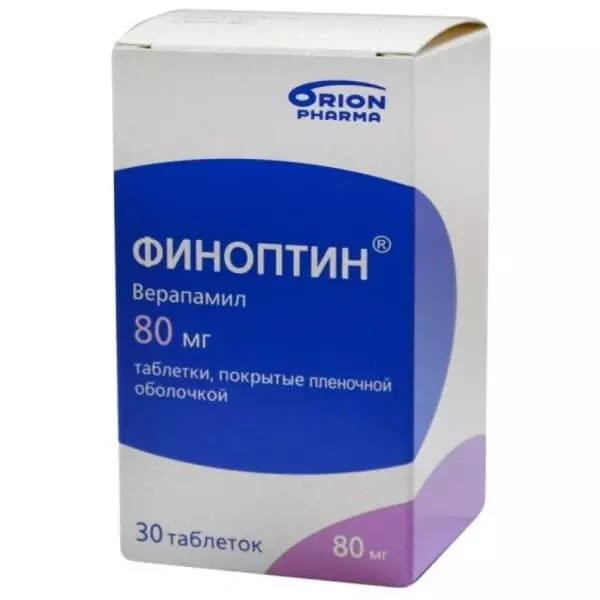 ORION
PHARMA
ФИНОПТИН®
Верапамил
80 мг
таблетки, покрытые пленочной
оболочкой
30 таблеток
80 мг